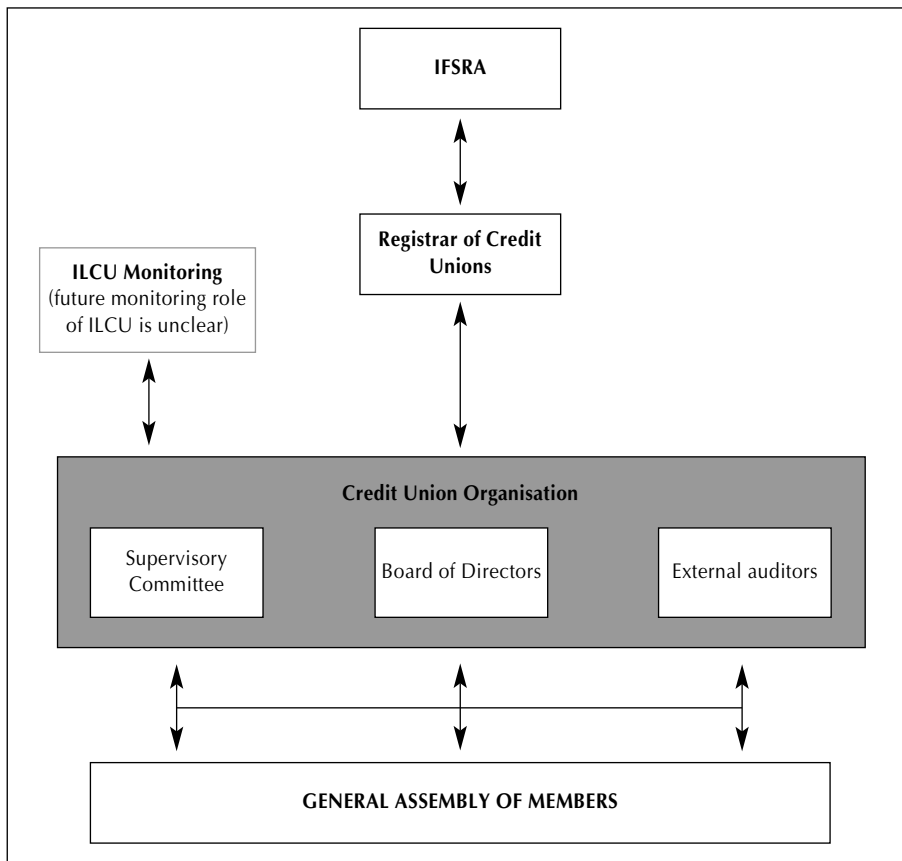 IFSRA
Registrar of Credit
Unions
ILCU Monitoring
(future monitoring role
of ILCU is unclear)
Credit Union Organisation
Supervisory
Committee
Board of Directors
External auditors
GENERAL ASSEMBLY OF MEMBERS